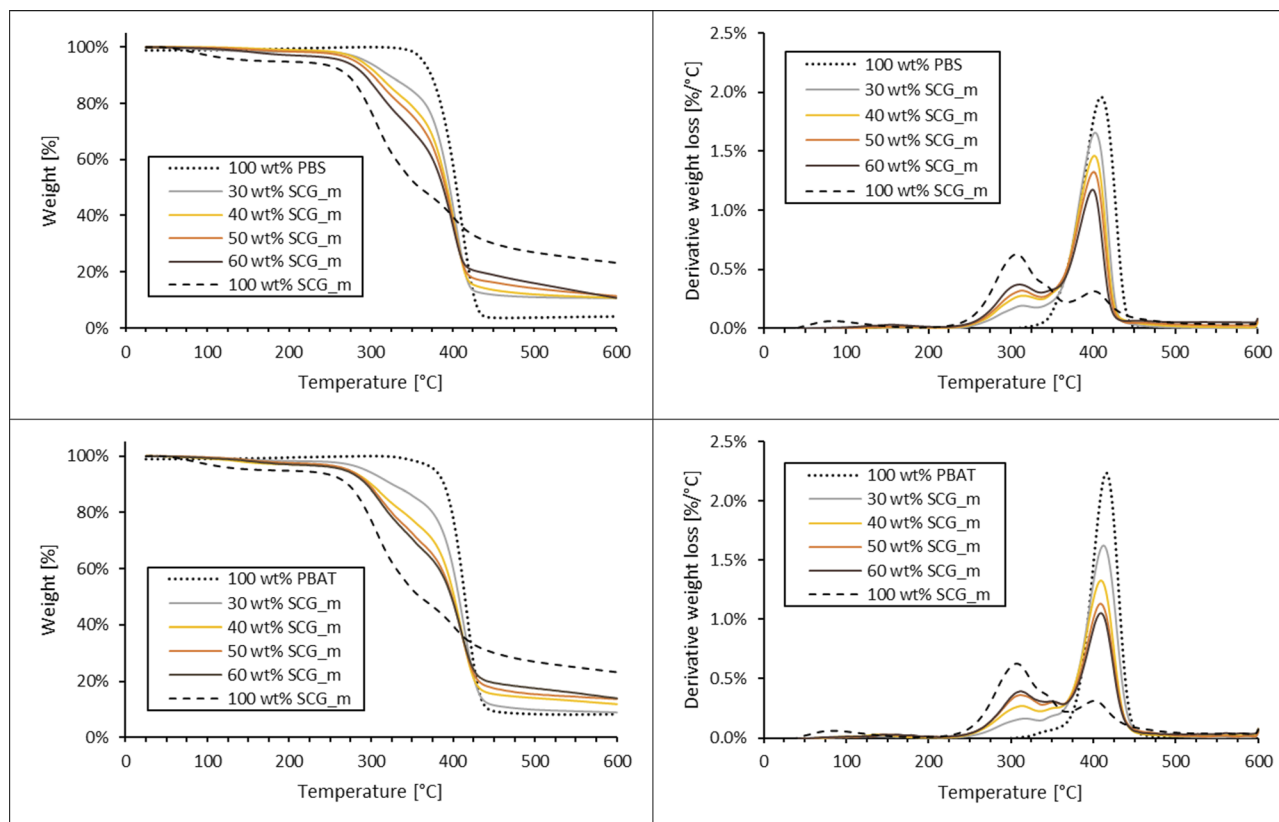 100%
80%
60%
40%
20%
0%
Weight [%]
100 wt% PBS
30 wt% SCG_m
40 wt% SCG_m
50 wt% SCG_m
60 wt% SCG_m
100 wt% SCG_m
0 100 200 300 400 500 600
Temperature [°C]
2.5%
2.0%
1.5%
1.0%
0.5%
0.0%
Derivative weight loss [%/°C]
100 wt% PBS
30 wt% SCG_m
40 wt% SCG_m
50 wt% SCG_m
60 wt% SCG_m
100 wt% SCG_m
0 100 200 300 400 500 600
Temperature [°C]
100%
80%
60%
40%
20%
0%
Weight [%]
100 wt% PBAT
30 wt% SCG_m
40 wt% SCG_m
50 wt% SCG_m
60 wt% SCG_m
100 wt% SCG_m
0 100 200 300 400 500 600
Temperature [°C]
2.5%
2.0%
1.5%
1.0%
0.5%
0.0%
Derivative weight loss [%/°C]
100 wt% PBAT
30 wt% SCG_m
40 wt% SCG_m
50 wt% SCG_m
60 wt% SCG_m
100 wt% SCG_m
0 100 200 300 400 500 600
Temperature [°C]